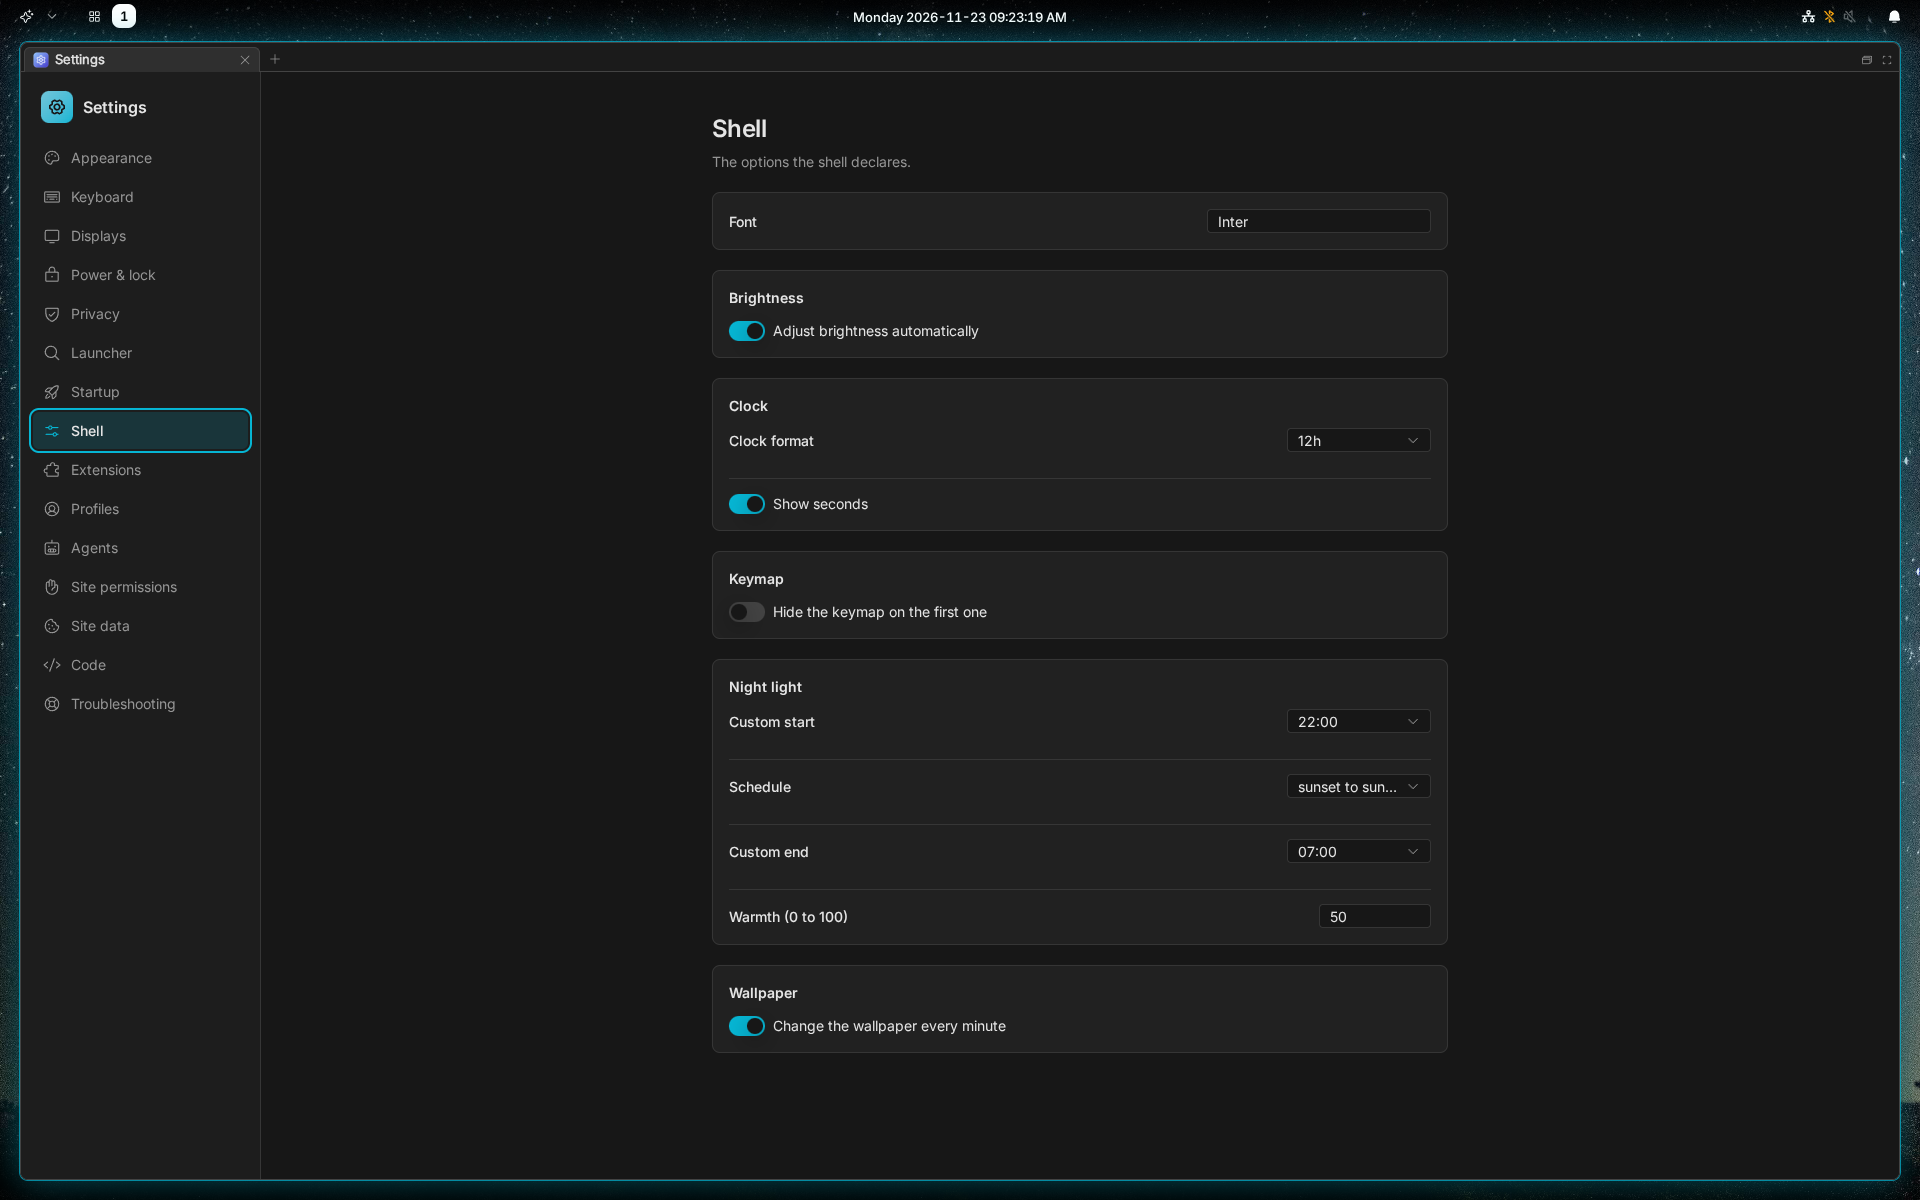 1
Monday 2026-11-23 09:23:19 AM
Settings
Settings
Appearance
Keyboard
Displays
Power & lock
Privacy
Launcher
Startup
Shell
Extensions
Profiles
Agents
Site permissions
Site data
Code
Troubleshooting
Shell
The options the shell declares.
Font
Inter
Brightness
Adjust brightness automatically
Clock
Clock format
12h
Show seconds
Keymap
Hide the keymap on the first one
Night light
Custom start
22:00
Schedule
sunset to sun...
Custom end
07:00
Warmth (0 to 100)
50
Wallpaper
Change the wallpaper every minute